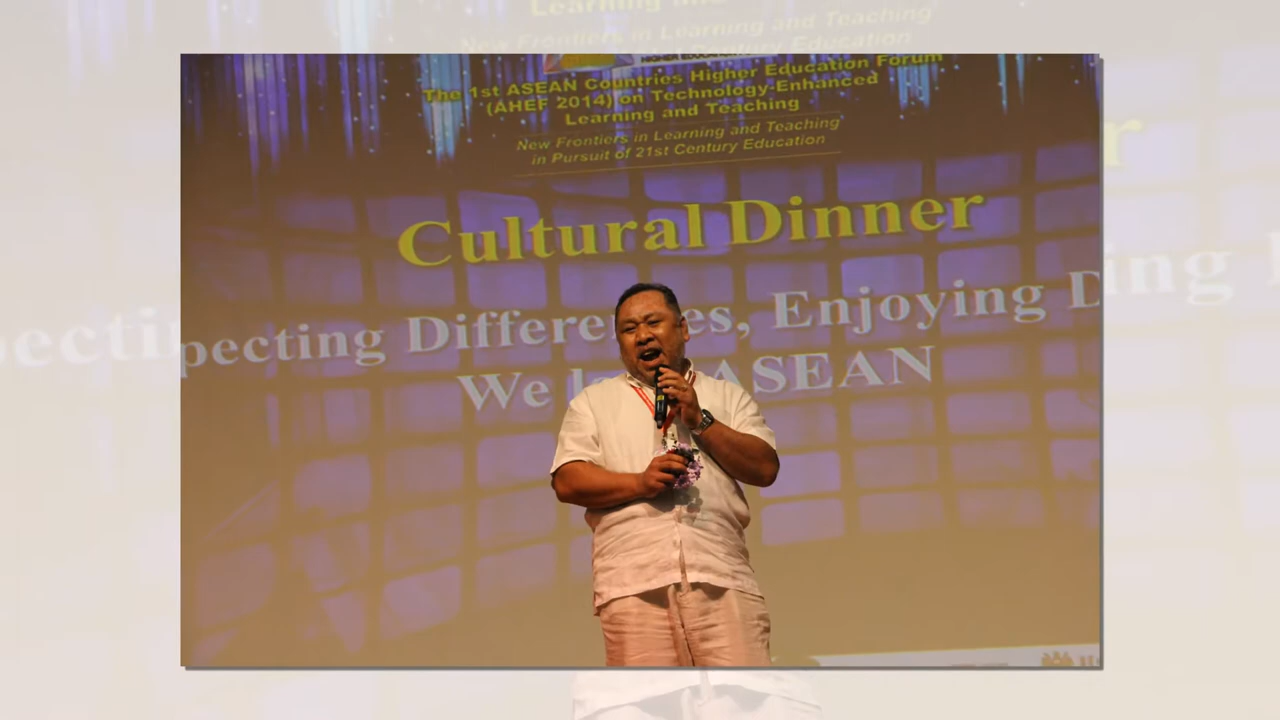 The 1st ASEAN Countries Higher Education Forum
(AHEF 2014) on Technology-Enhanced
Learning and Teaching
New Frontiers in Learning and Teaching
in Pursuit of 21st Century Education
Cultural Dinner
pecting Differe es, Enjoying D
We l ASEAN